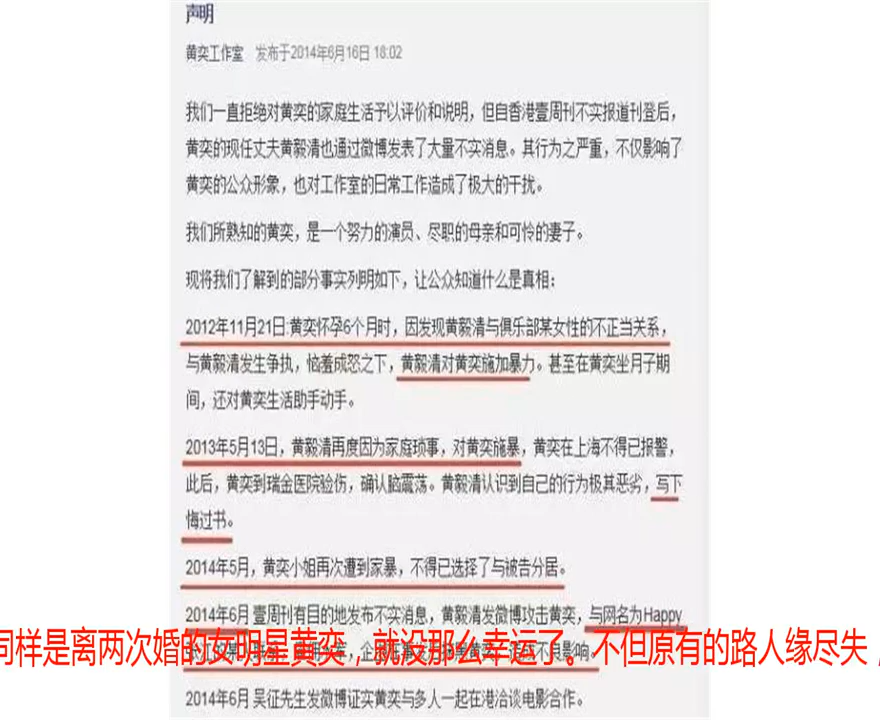 声明
黄奕工作室 发布于2014年6月16日 18:02
我们一直拒绝对黄奕的家庭生活予以评价和说明，但自香港壹周刊不实报道刊登后，
黄奕的现任丈夫黄毅清也通过微博发表了大量不实消息。其行为之严重，不仅影响了
黄奕的公众形象，也对工作室的日常工作造成了极大的干扰。
我们所熟知的黄奕，是一个努力的演员、尽职的母亲和可怜的妻子。
现将我们了解到的部分事实列明如下，让公众知道什么是真相：
2012年11月21日:黄奕怀孕6个月时，因发现黄毅清与俱乐部某女性的不正当关系，
与黄毅清发生争执，恼羞成怒之下，黄毅清对黄奕施加暴力。甚至在黄奕坐月子期
间，还对黄奕生活助手动手。
2013年5月13日，黄毅清再度因为家庭琐事，对黄奕施暴，黄奕在上海不得已报警，
此后，黄奕到瑞金医院验伤，确认脑震荡。黄毅清认识到自己的行为极其恶劣，写下
悔过书。
2014年5月，黄奕小姐再次遭到家暴，不得已选择了与被告分居。
2014年6月 壹周刊有目的地发布不实消息，黄毅清发微博攻击黄奕，与网名为Happy
同样是离两次婚的女明星黄奕，就没那么幸运了。不但原有的路人缘尽失，
不良影响。
2014年6月 吴征先生发微博证实黄奕与多人一起在港洽谈电影合作。